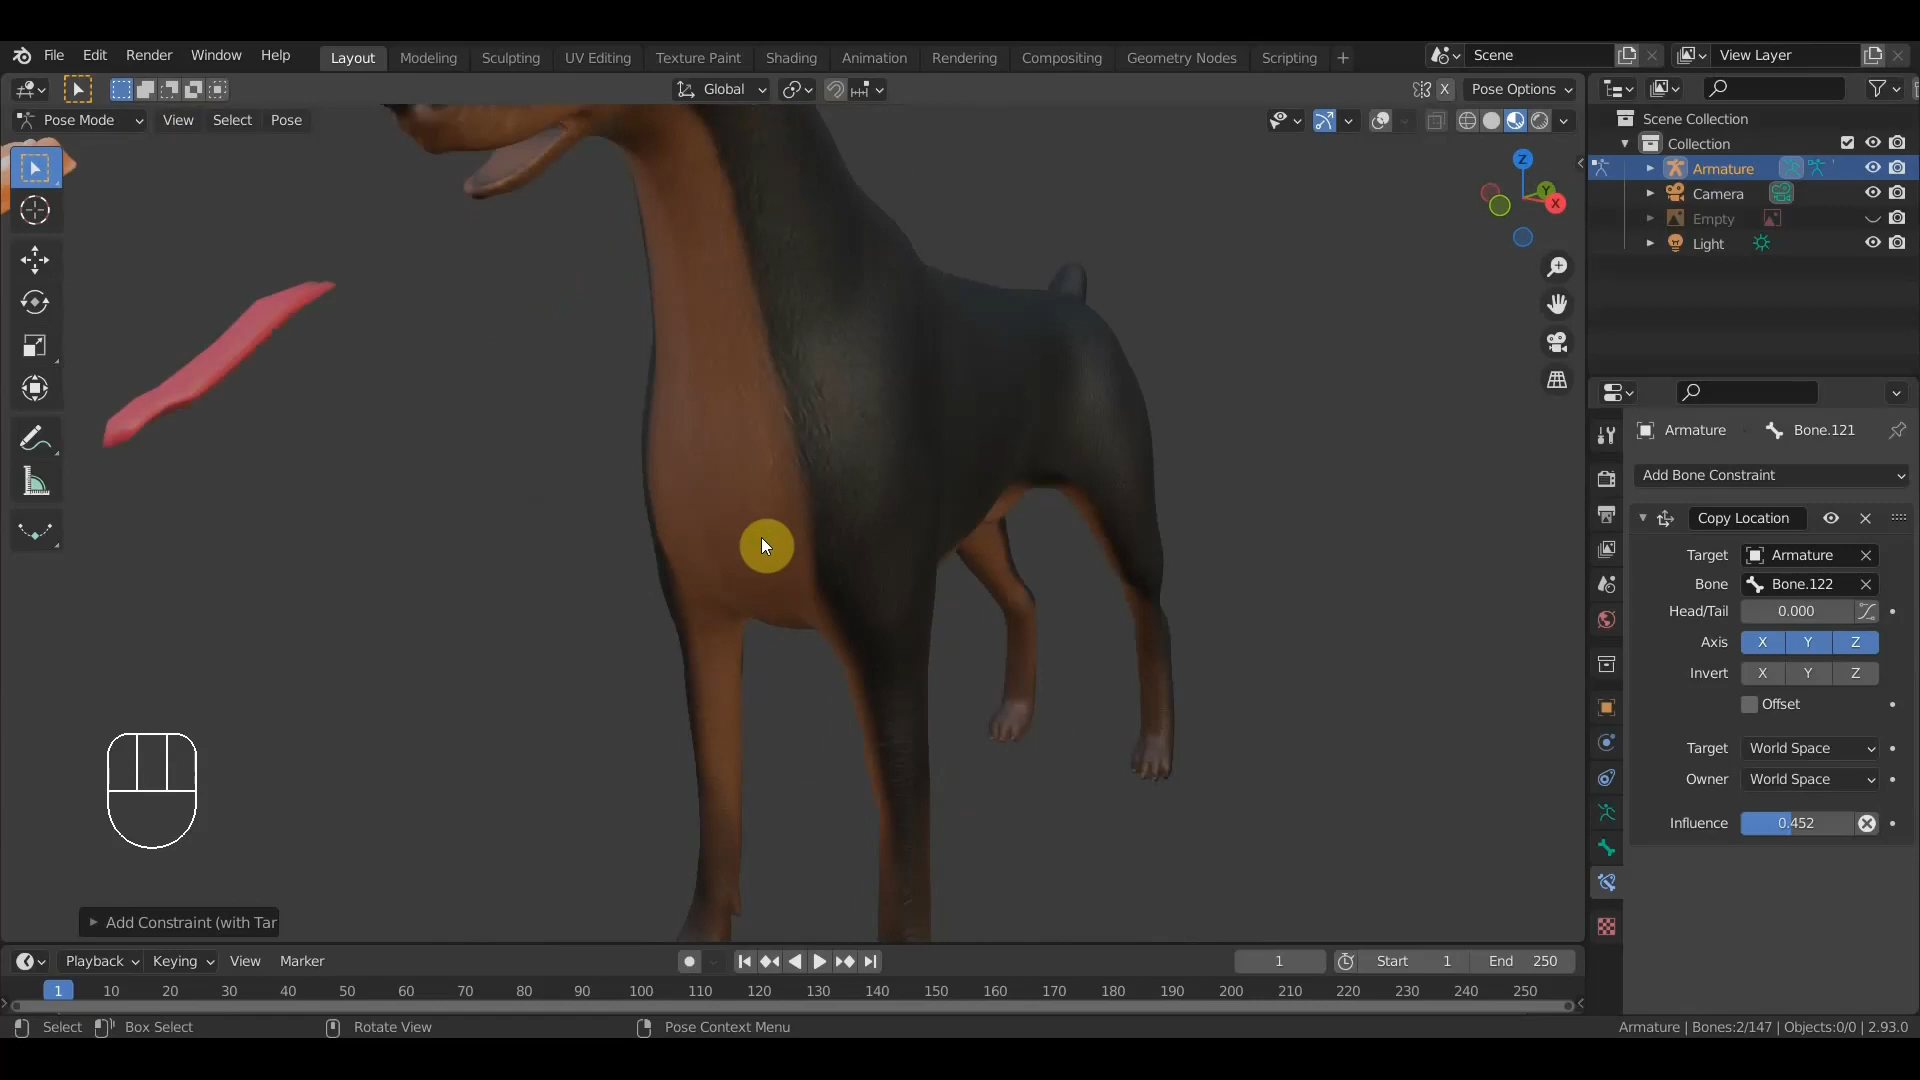 File Edit Render Window Help Layout Modeling Sculpting UV Editing Texture Paint Shading Animation Rendering Compositing Geometry Nodes Scripting + Scene View Layer
Global X Pose Options
Pose Mode View Select Pose
Scene Collection
Collection
Armature
Camera
Empty
Light
Z
Y
X
Armature Bone.121
Add Bone Constraint
Copy Location
Target Armature
Bone Bone.122
Head/Tail 0.000
Axis X Y Z
Invert X Y Z
Offset
Target World Space
Owner World Space
Influence 0.452
Add Constraint (with Tar
Playback Keying View Marker 1 Start 1 End 250
1 10 20 30 40 50 60 70 80 90 100 110 120 130 140 150 160 170 180 190 200 210 220 230 240 250
Select Box Select Rotate View Pose Context Menu Armature | Bones:2/147 | Objects:0/0 | 2.93.0